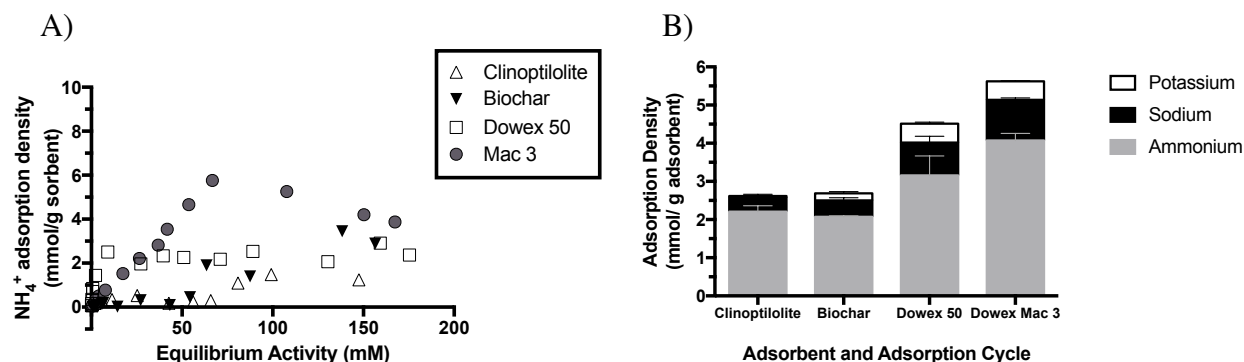 A)
NH₄⁺ adsorption density
(mmol/g sorbent)
10
8
6
4
2
0
50
100
150
200
Equilibrium Activity (mM)
Clinoptilolite
Biochar
Dowex 50
Mac 3
B)
Adsorption Density
(mmol/ g adsorbent)
6
5
4
3
2
1
0
Clinoptilolite Biochar Dowex 50 Dowex Mac 3
Adsorbent and Adsorption Cycle
Potassium
Sodium
Ammonium